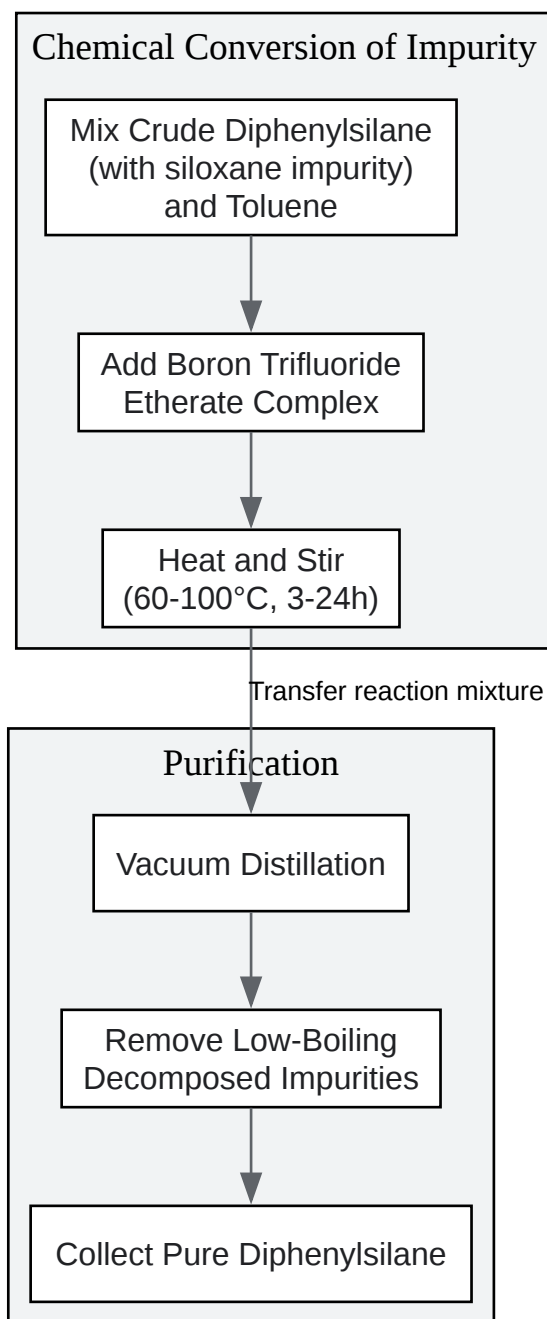 Chemical Conversion of Impurity
Mix Crude Diphenylsilane
(with siloxane impurity)
and Toluene
Add Boron Trifluoride
Etherate Complex
Heat and Stir
(60-100°C, 3-24h)
Transfer reaction mixture
Purification
Vacuum Distillation
Remove Low-Boiling
Decomposed Impurities
Collect Pure Diphenylsilane